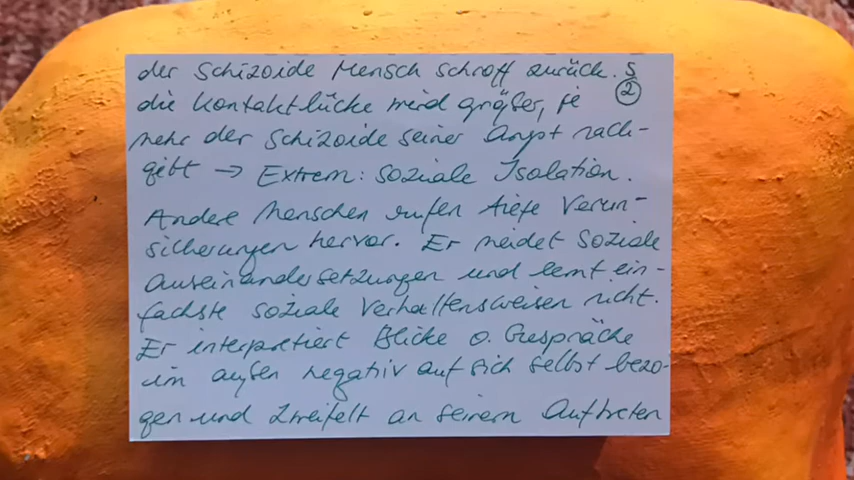 der Schizoide Mensch schroff zurück. S
②
die Kontaktlücke wird größer, je
mehr der Schizoide seiner Angst nach-
gibt → Extrem: soziale Isolation.
Andere Menschen rufen tiefe Verun-
sicherungen hervor. Er meidet soziale
Auseinandersetzungen und lernt ein-
fachste soziale Verhaltensweisen nicht.
Er interpretiert Blicke o. Gespräche
im außen negativ auf sich selbst bezo-
gen und zweifelt an seinem Auftreten